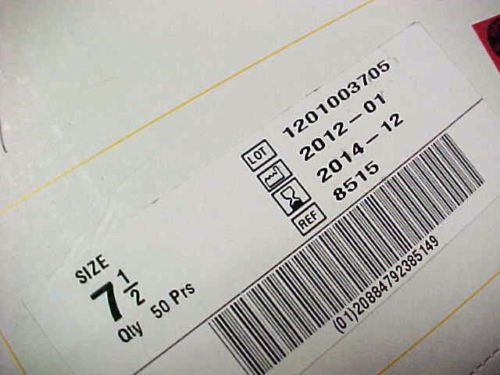 LOT 1201003705
2012-01
2014-12
REF 8515
SIZE
7 1/2
Qty 50 Prs
(01)20884792385149